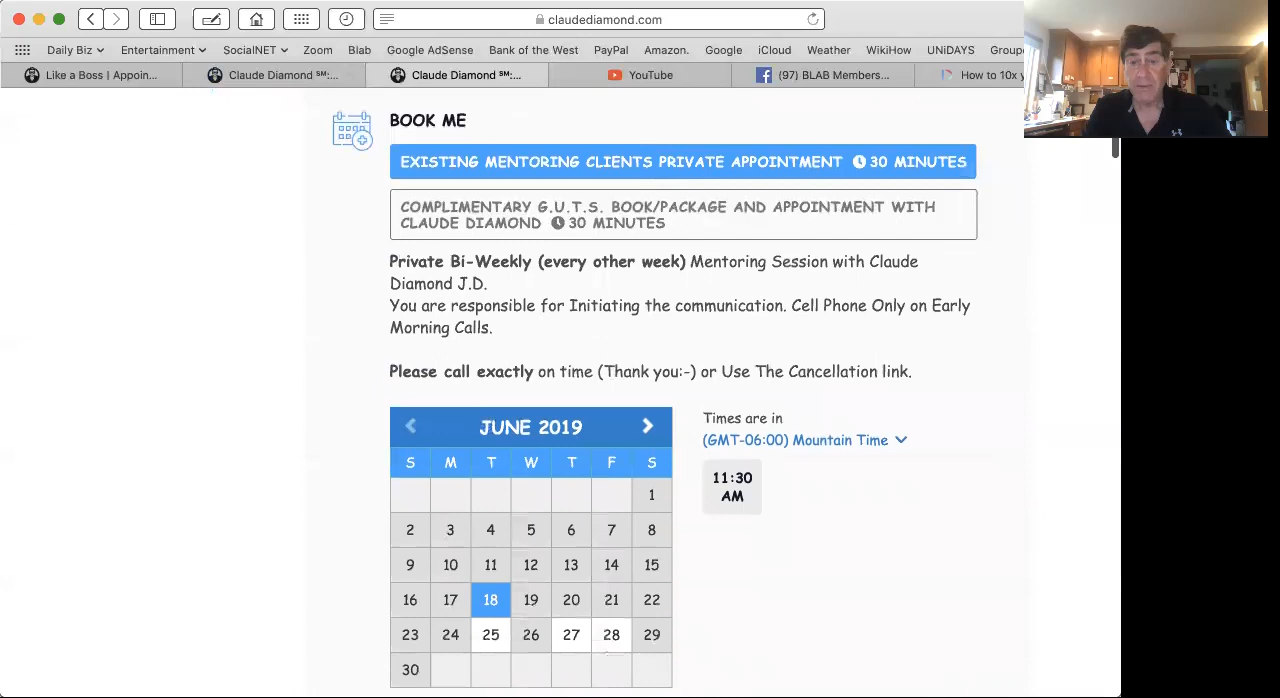 claudediamond.com
Daily Biz Entertainment SocialNET Zoom Blab Google AdSense Bank of the West PayPal Amazon. Google iCloud Weather WikiHow UNiDAYS Groupo
Like a Boss | Appoin... Claude Diamond ℠:... Claude Diamond ℠:... YouTube (97) BLAB Members... How to 10x y
BOOK ME
EXISTING MENTORING CLIENTS PRIVATE APPOINTMENT 30 MINUTES
COMPLIMENTARY G.U.T.S. BOOK/PACKAGE AND APPOINTMENT WITH
CLAUDE DIAMOND 30 MINUTES
Private Bi-Weekly (every other week) Mentoring Session with Claude
Diamond J.D.
You are responsible for Initiating the communication. Cell Phone Only on Early
Morning Calls.
Please call exactly on time (Thank you:-) or Use The Cancellation link.
JUNE 2019
S M T W T F S
1
2 3 4 5 6 7 8
9 10 11 12 13 14 15
16 17 18 19 20 21 22
23 24 25 26 27 28 29
30
Times are in
(GMT-06:00) Mountain Time
11:30
AM